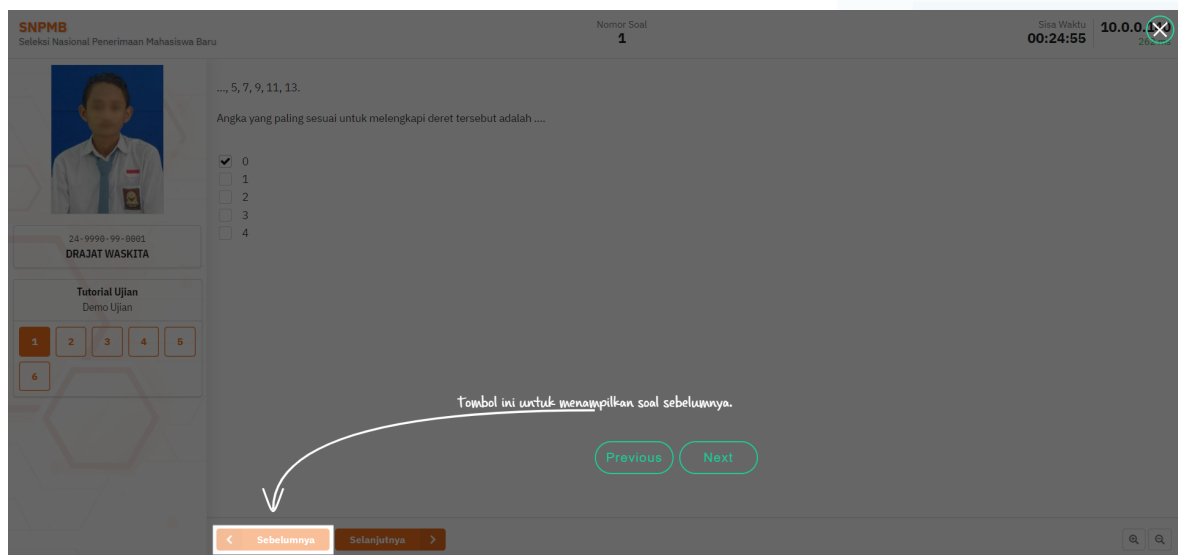 SNPMB
Seleksi Nasional Penerimaan Mahasiswa Baru
Nomor Soal
1
Sisa Waktu
00:24:55
10.0.0.
..., 5, 7, 9, 11, 13.
Angka yang paling sesuai untuk melengkapi deret tersebut adalah ....
0
1
2
3
4
24-9990-99-0001
DRAJAT WASKITA
Tutorial Ujian
Demo Ujian
1 2 3 4 5
6
Tombol ini untuk menampilkan soal sebelumnya.
Previous Next
Sebelumnya Selanjutnya